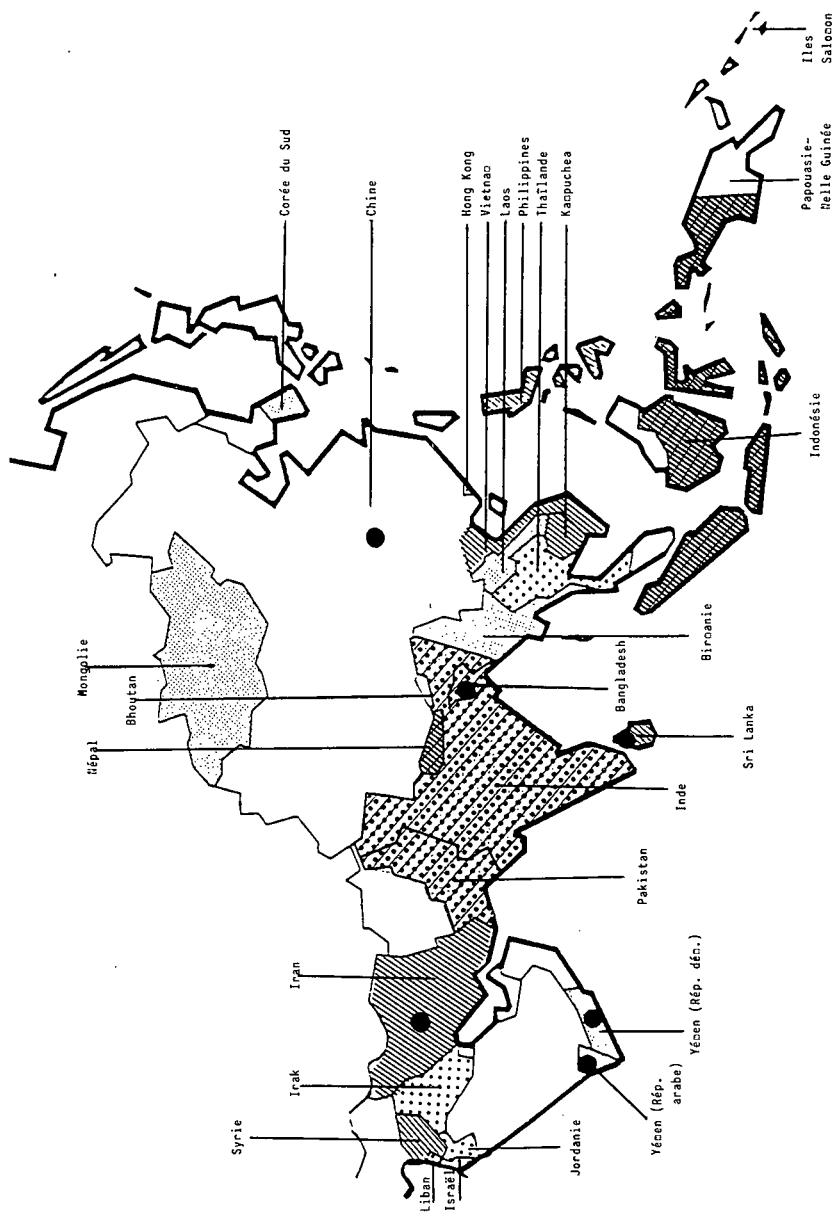 Corée du Sud
Chine
Hong Kong
Vietnam
Laos
Philippines
Thaïlande
Kampuchea
Iles
Salomon
Papouasie-
Nelle Guinée
Indonésie
Mongolie
Bhoutan
Népal
Birmanie
Bangladesh
Sri Lanka
Inde
Pakistan
Iran
Irak
Syrie
Liban
Israël
Jordanie
Yémen (Rép.
arabe)
Yémen (Rép. dém.)